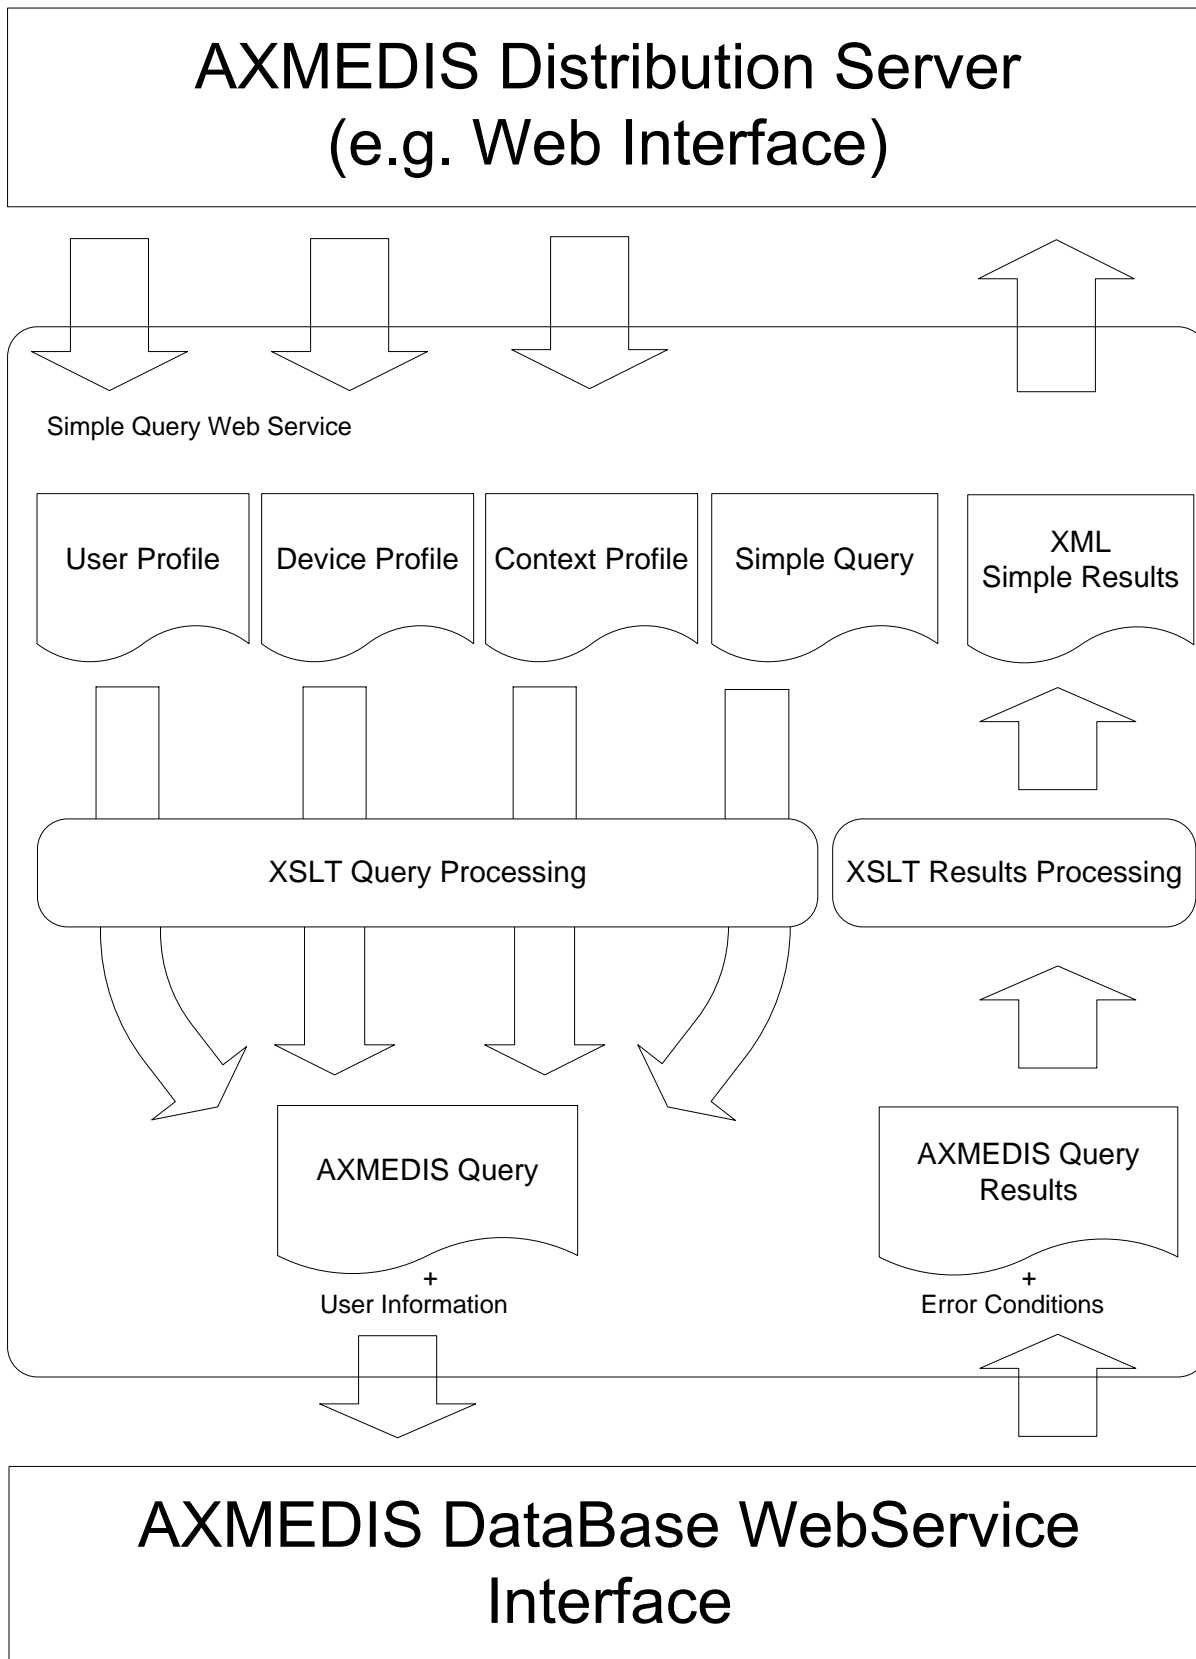 AXMEDIS Distribution Server
(e.g. Web Interface)
Simple Query Web Service
User Profile
Device Profile
Context Profile
Simple Query
XML
Simple Results
XSLT Query Processing
XSLT Results Processing
AXMEDIS Query
+
User Information
AXMEDIS Query
Results
+
Error Conditions
AXMEDIS DataBase WebService
Interface